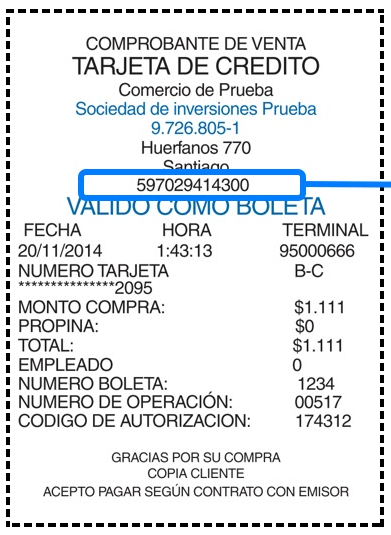 COMPROBANTE DE VENTA
TARJETA DE CREDITO
Comercio de Prueba
Sociedad de inversiones Prueba
9.726.805-1
Huerfanos 770
Santiago
597029414300
VALIDO COMO BOLETA
FECHA HORA TERMINAL
20/11/2014 1:43:13 95000666
NUMERO TARJETA B-C
***************2095
MONTO COMPRA: $1.111
PROPINA: $0
TOTAL: $1.111
EMPLEADO 0
NUMERO BOLETA: 1234
NUMERO DE OPERACIÓN: 00517
CODIGO DE AUTORIZACION: 174312
GRACIAS POR SU COMPRA
COPIA CLIENTE
ACEPTO PAGAR SEGÚN CONTRATO CON EMISOR